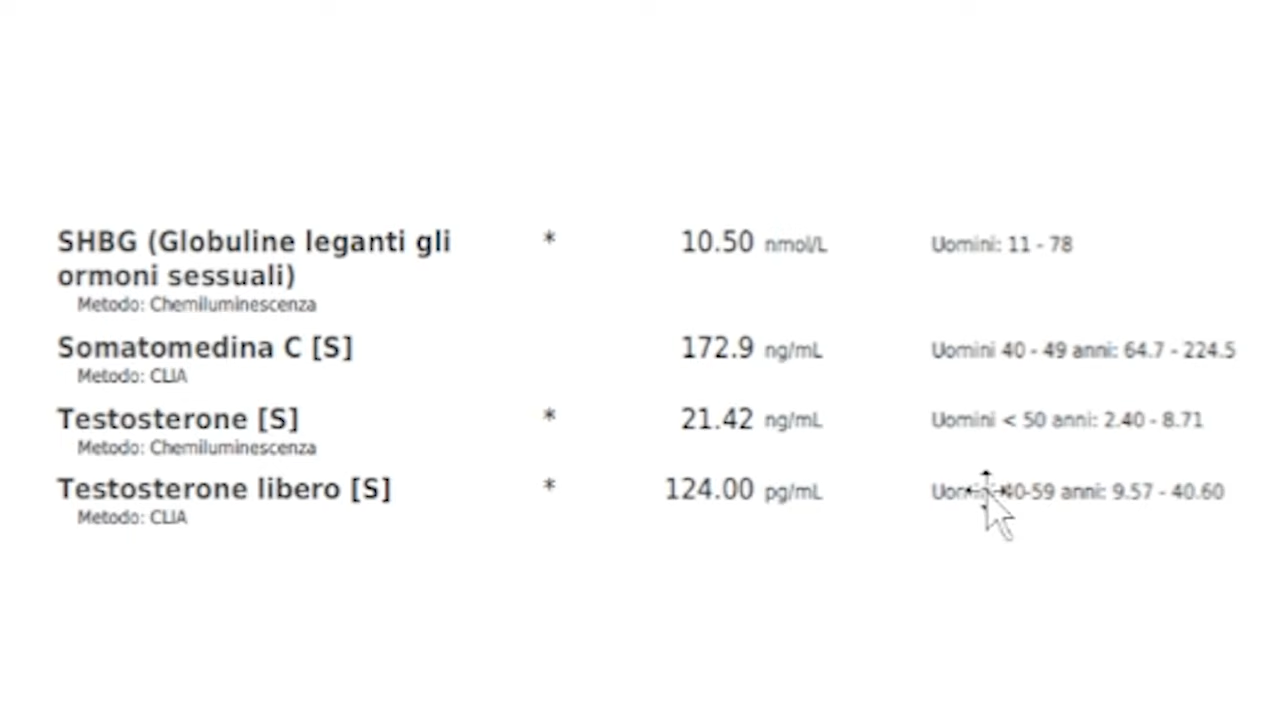 SHBG (Globuline leganti gli * 10.50 nmol/L Uomini: 11 - 78
ormoni sessuali)
Metodo: Chemiluminescenza
Somatomedina C [S] 172.9 ng/mL Uomini 40 - 49 anni: 64.7 - 224.5
Metodo: CLIA
Testosterone [S] * 21.42 ng/mL Uomini < 50 anni: 2.40 - 8.71
Metodo: Chemiluminescenza
Testosterone libero [S] * 124.00 pg/mL Uomini 40-59 anni: 9.57 - 40.60
Metodo: CLIA